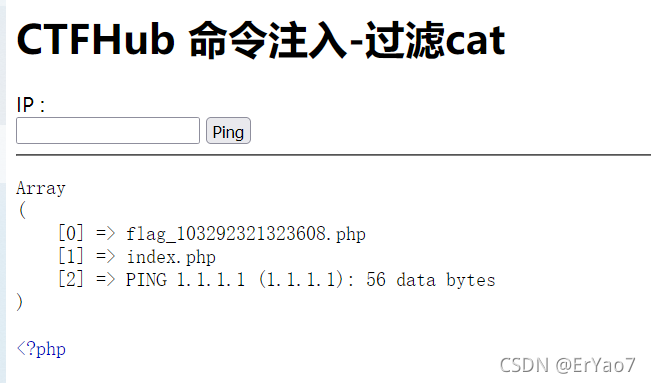 CTFHub 命令注入-过滤cat
IP :
Ping
Array
(
[0] => flag_103292321323608.php
[1] => index.php
[2] => PING 1.1.1.1 (1.1.1.1): 56 data bytes
)
<?php
CSDN @ErYao7